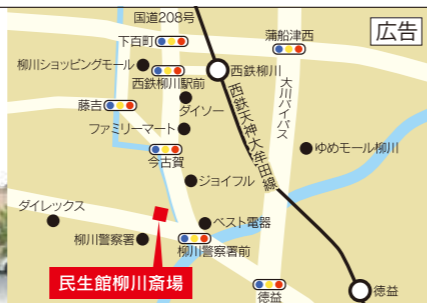 国道208号
広告
下百町
蒲船津西
柳川ショッピングモール
西鉄柳川
西鉄柳川駅前
大川バイパス
西鉄天神大牟田線
藤吉
ダイソー
ファミリーマート
今古賀
ゆめモール柳川
ジョイフル
ダイレックス
ベスト電器
柳川警察署
柳川警察署前
民生館柳川斎場
徳益
徳益